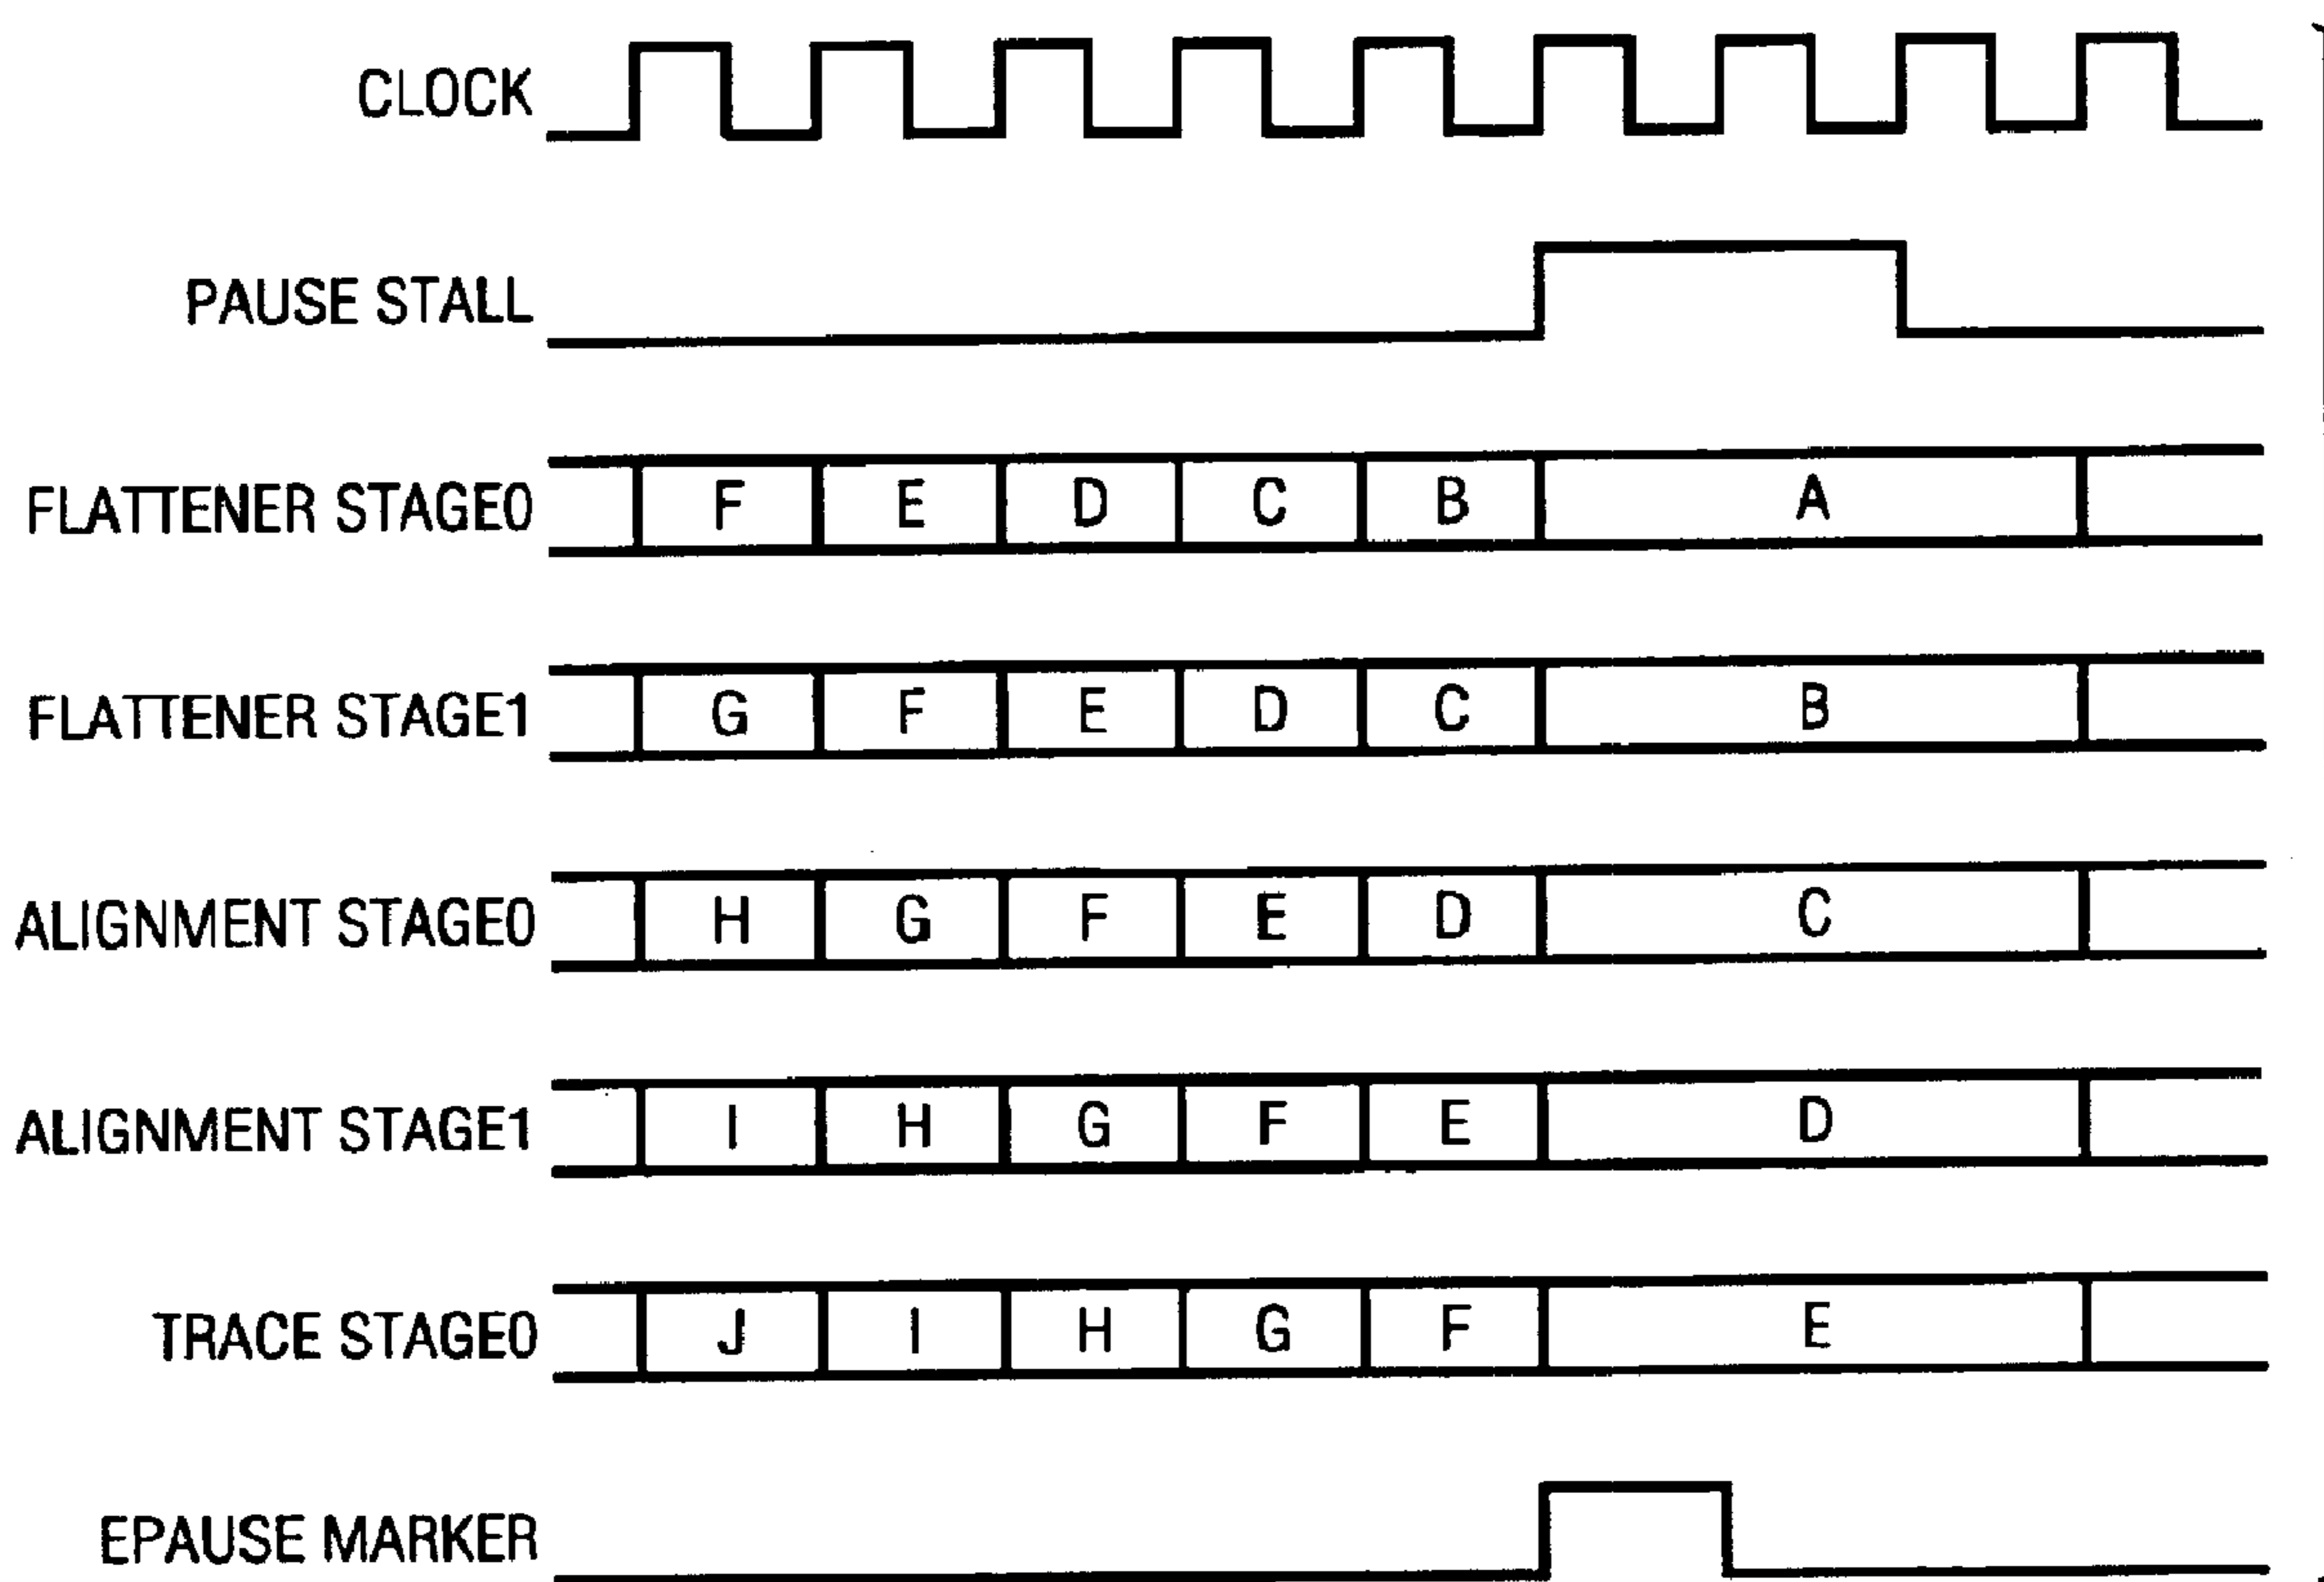 CLOCK
PAUSE STALL
FLATTENER STAGE0 F E D C B A
FLATTENER STAGE1 G F E D C B
ALIGNMENT STAGE0 H G F E D C
ALIGNMENT STAGE1 I H G F E D
TRACE STAGE0 J I H G F E
EPAUSE MARKER